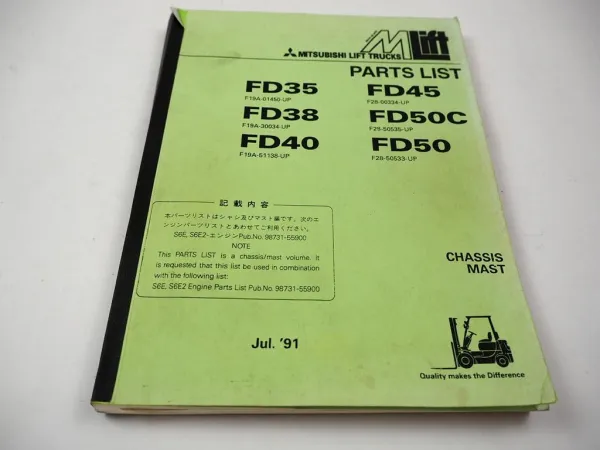 MLift
MITSUBISHI LIFT TRUCKS
PARTS LIST
FD35
F19A-01460-UP
FD38
F19A-30034-UP
FD40
F19A-51138-UP
FD45
F28-00334-UP
FD50C
F28-50535-UP
FD50
F28-50533-UP
記載内容
本パーツリストはシャシ及びマスト編です。次のエ
ンジンパーツリストとあわせてご利用ください。
S6E, S6E2-エンジンPub.No. 98731-55900
NOTE
This PARTS LIST is a chassis/mast volume. It
is requested that this list be used in combination
with the following list:
S6E, S6E2 Engine Parts List Pub.No. 98731-55900
CHASSIS
MAST
Jul. '91
Quality makes the Difference